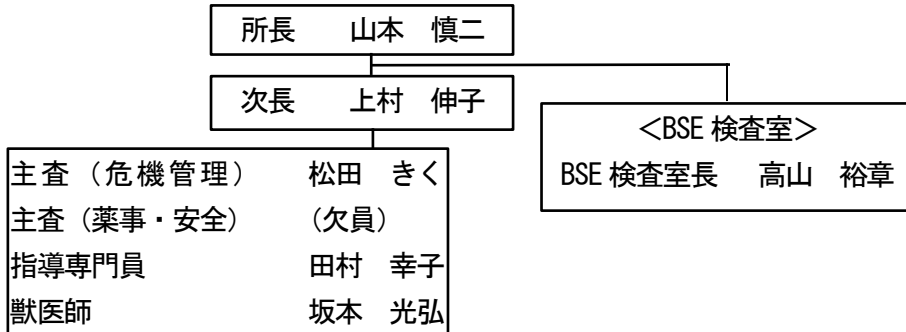 所長　　山本　慎二
次長　　上村　伸子
＜BSE 検査室＞
BSE 検査室長　　高山　裕章
主査（危機管理）　　松田　きく
主査（薬事・安全）　　（欠員）
指導専門員　　田村　幸子
獣医師　　坂本　光弘